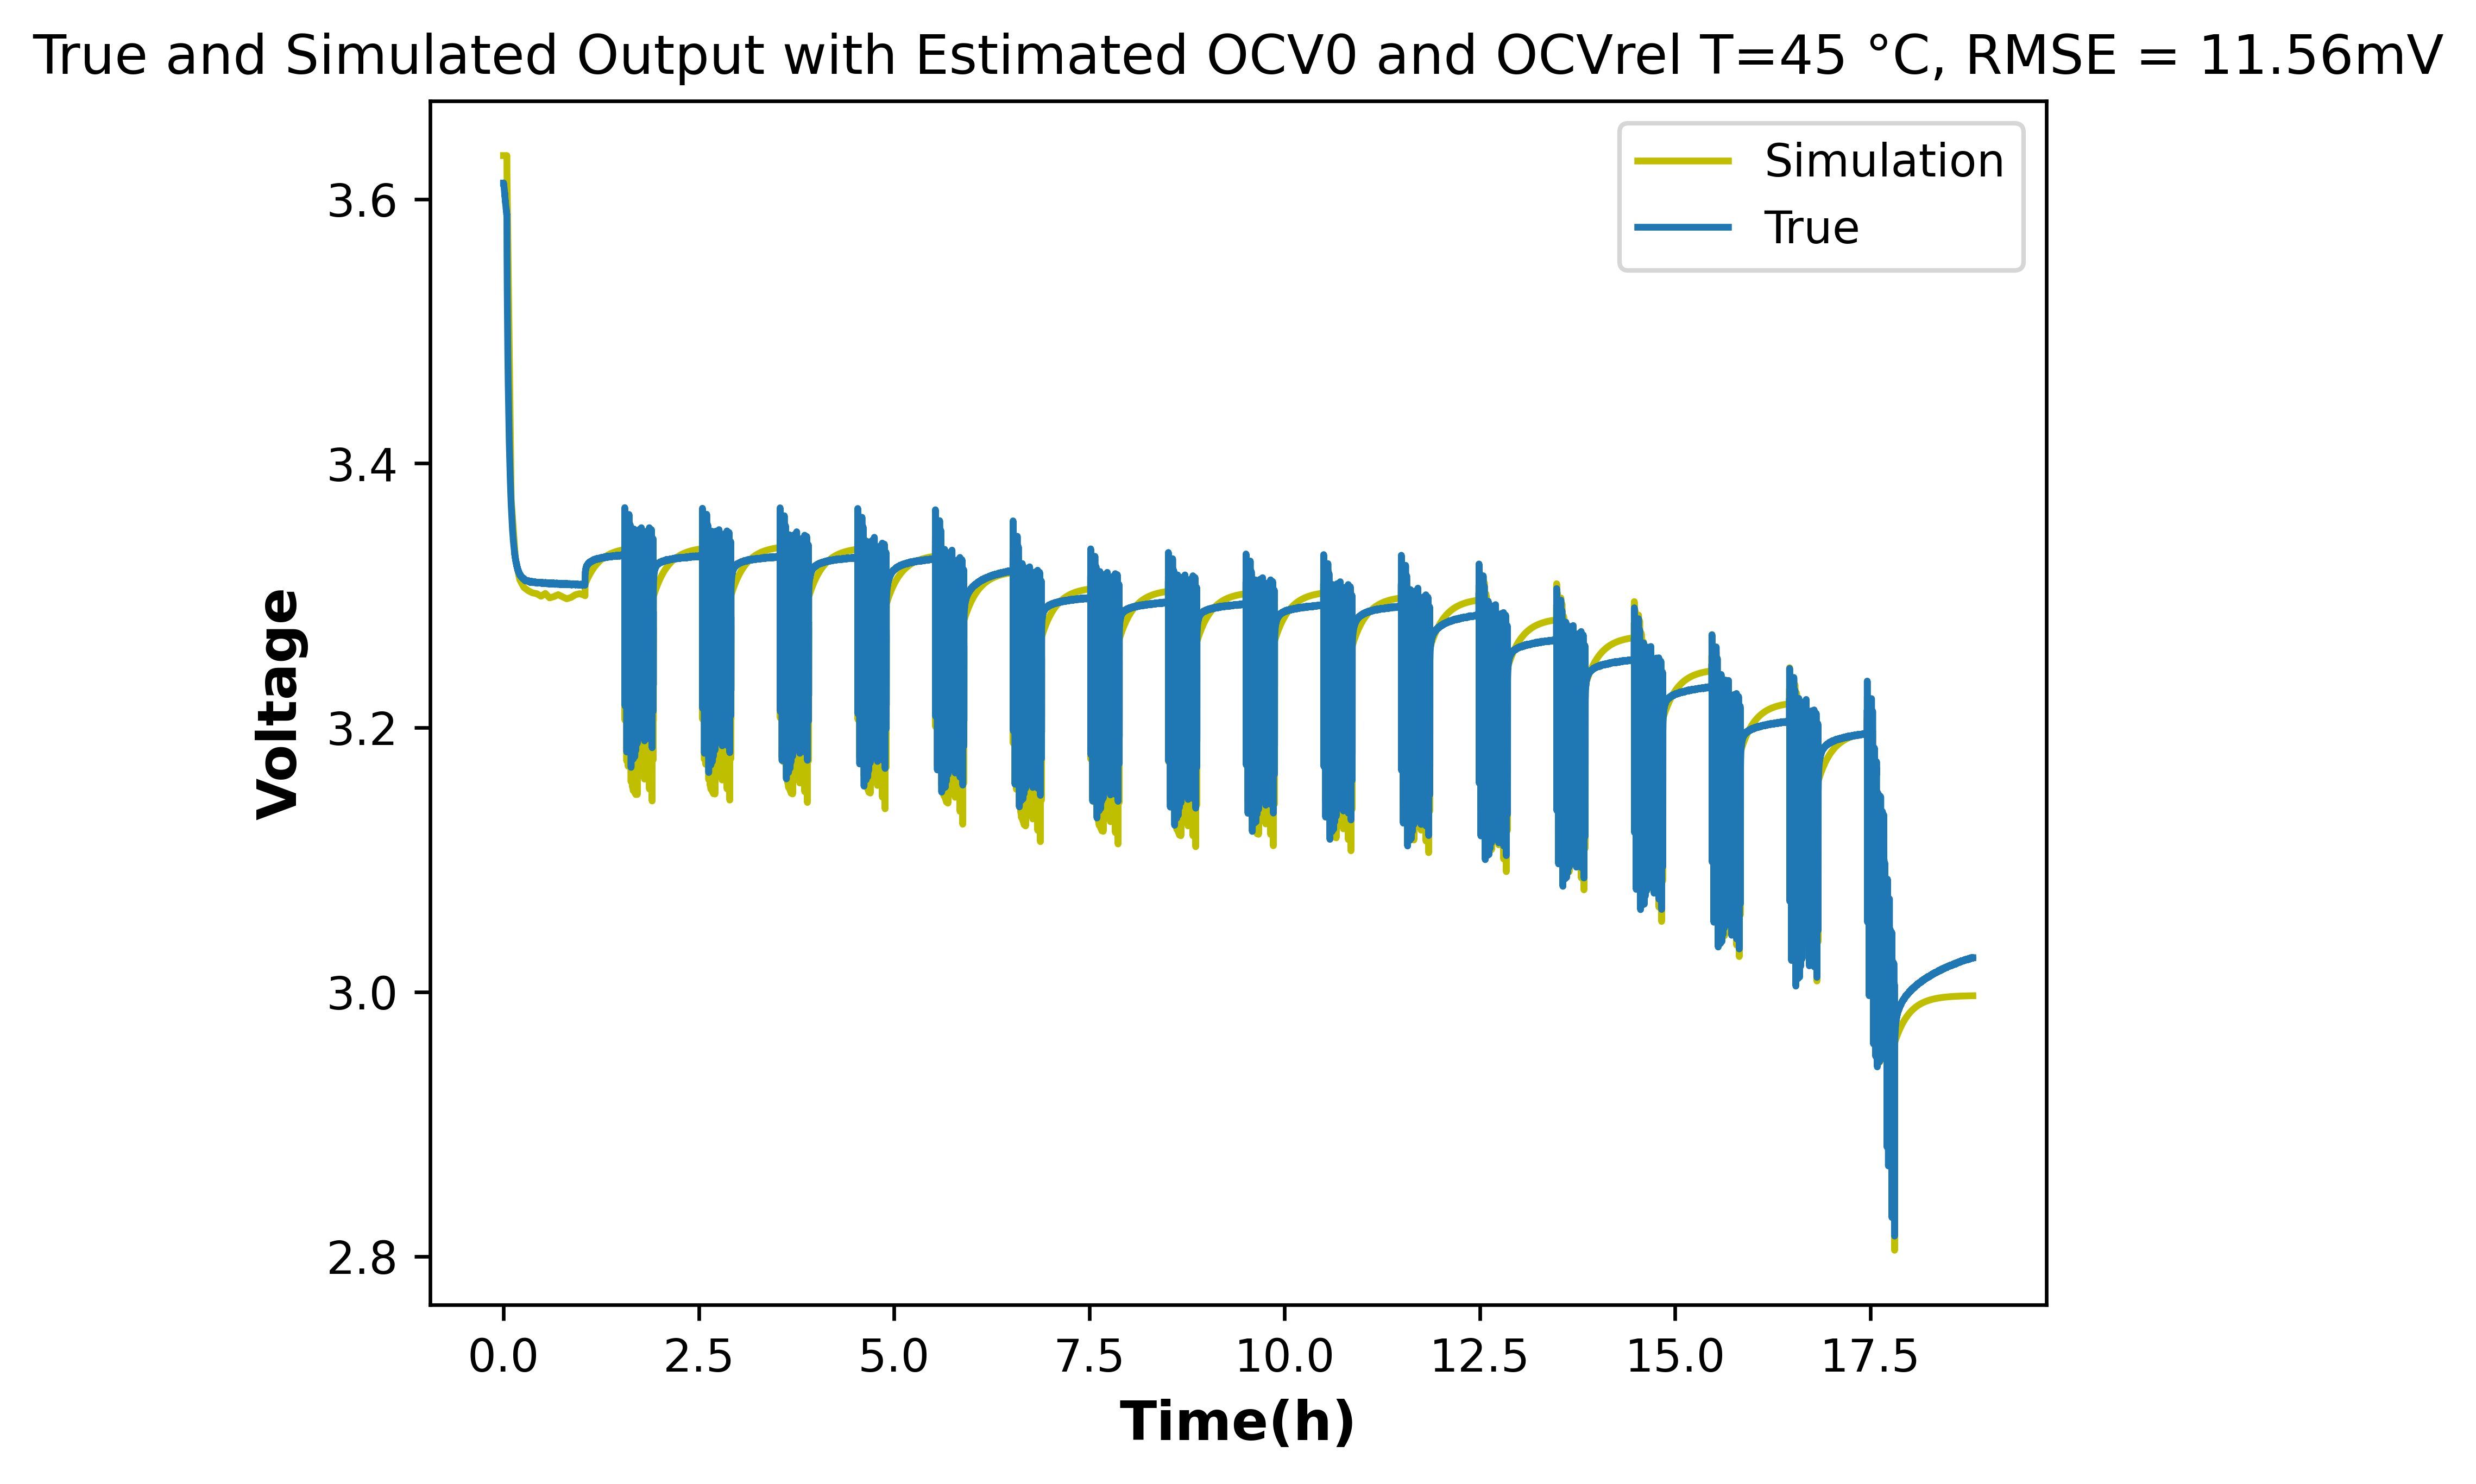 True and Simulated Output with Estimated OCV0 and OCVrel T=45 °C, RMSE = 11.56mV
Simulation
True
3.6
3.4
3.2
3.0
2.8
Voltage
0.0 2.5 5.0 7.5 10.0 12.5 15.0 17.5
Time(h)